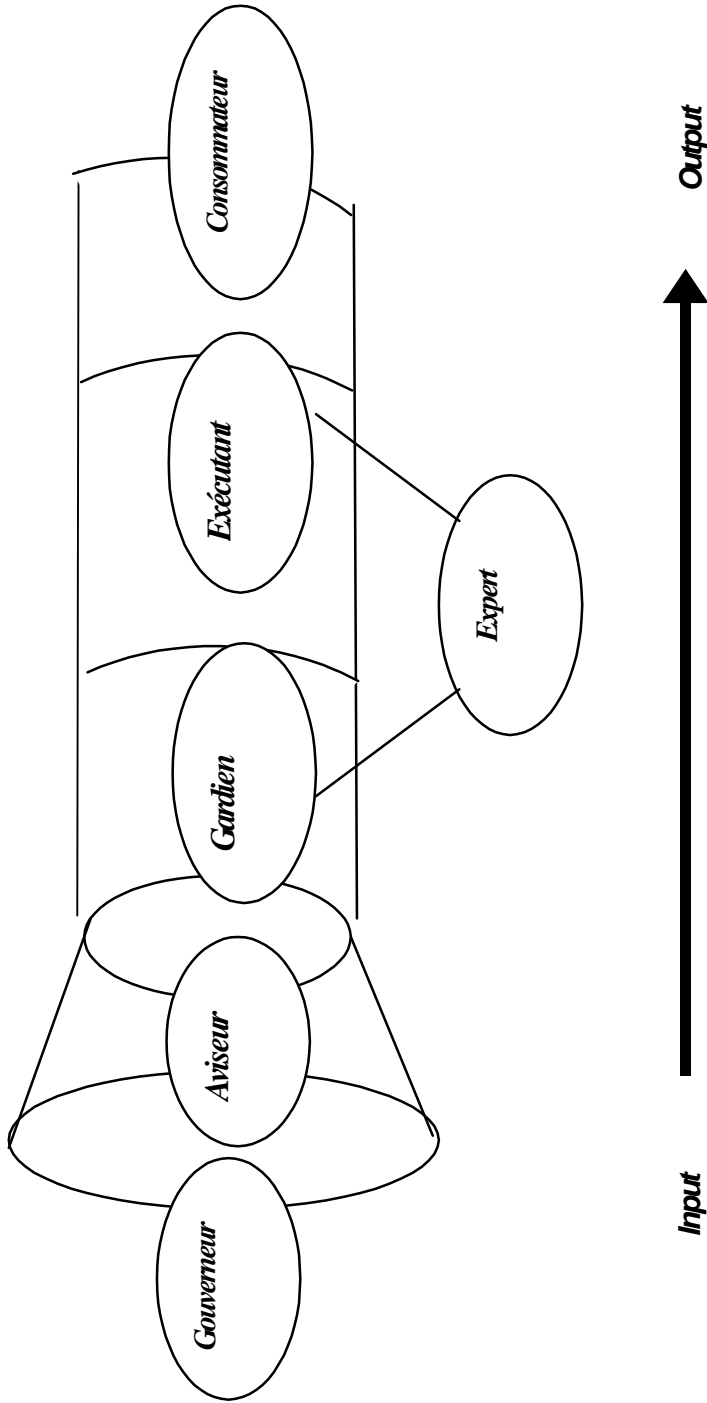 Gouverneur
Aviseur
Gardien
Exécutant
Consommateur
Expert
Input
Output